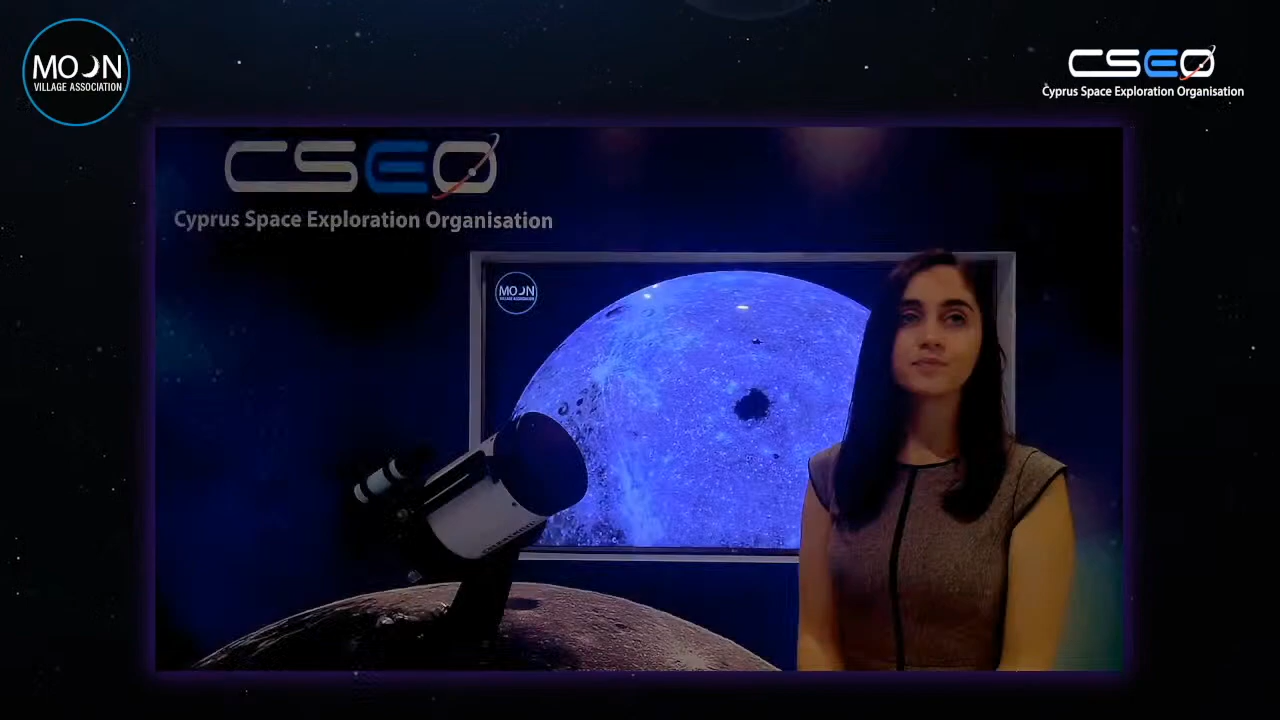 MOON
VILLAGE ASSOCIATION
CSEO
Cyprus Space Exploration Organisation
CSEO
Cyprus Space Exploration Organisation
MOON
VILLAGE ASSOCIATION